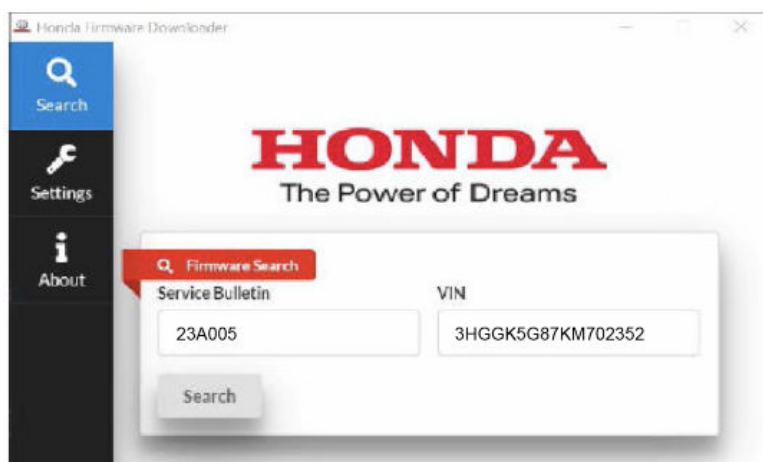 Honda Firmware Downloader
Search
Settings
About
HONDA
The Power of Dreams
Firmware Search
Service Bulletin
VIN
23A005
3HGGK5G87KM702352
Search